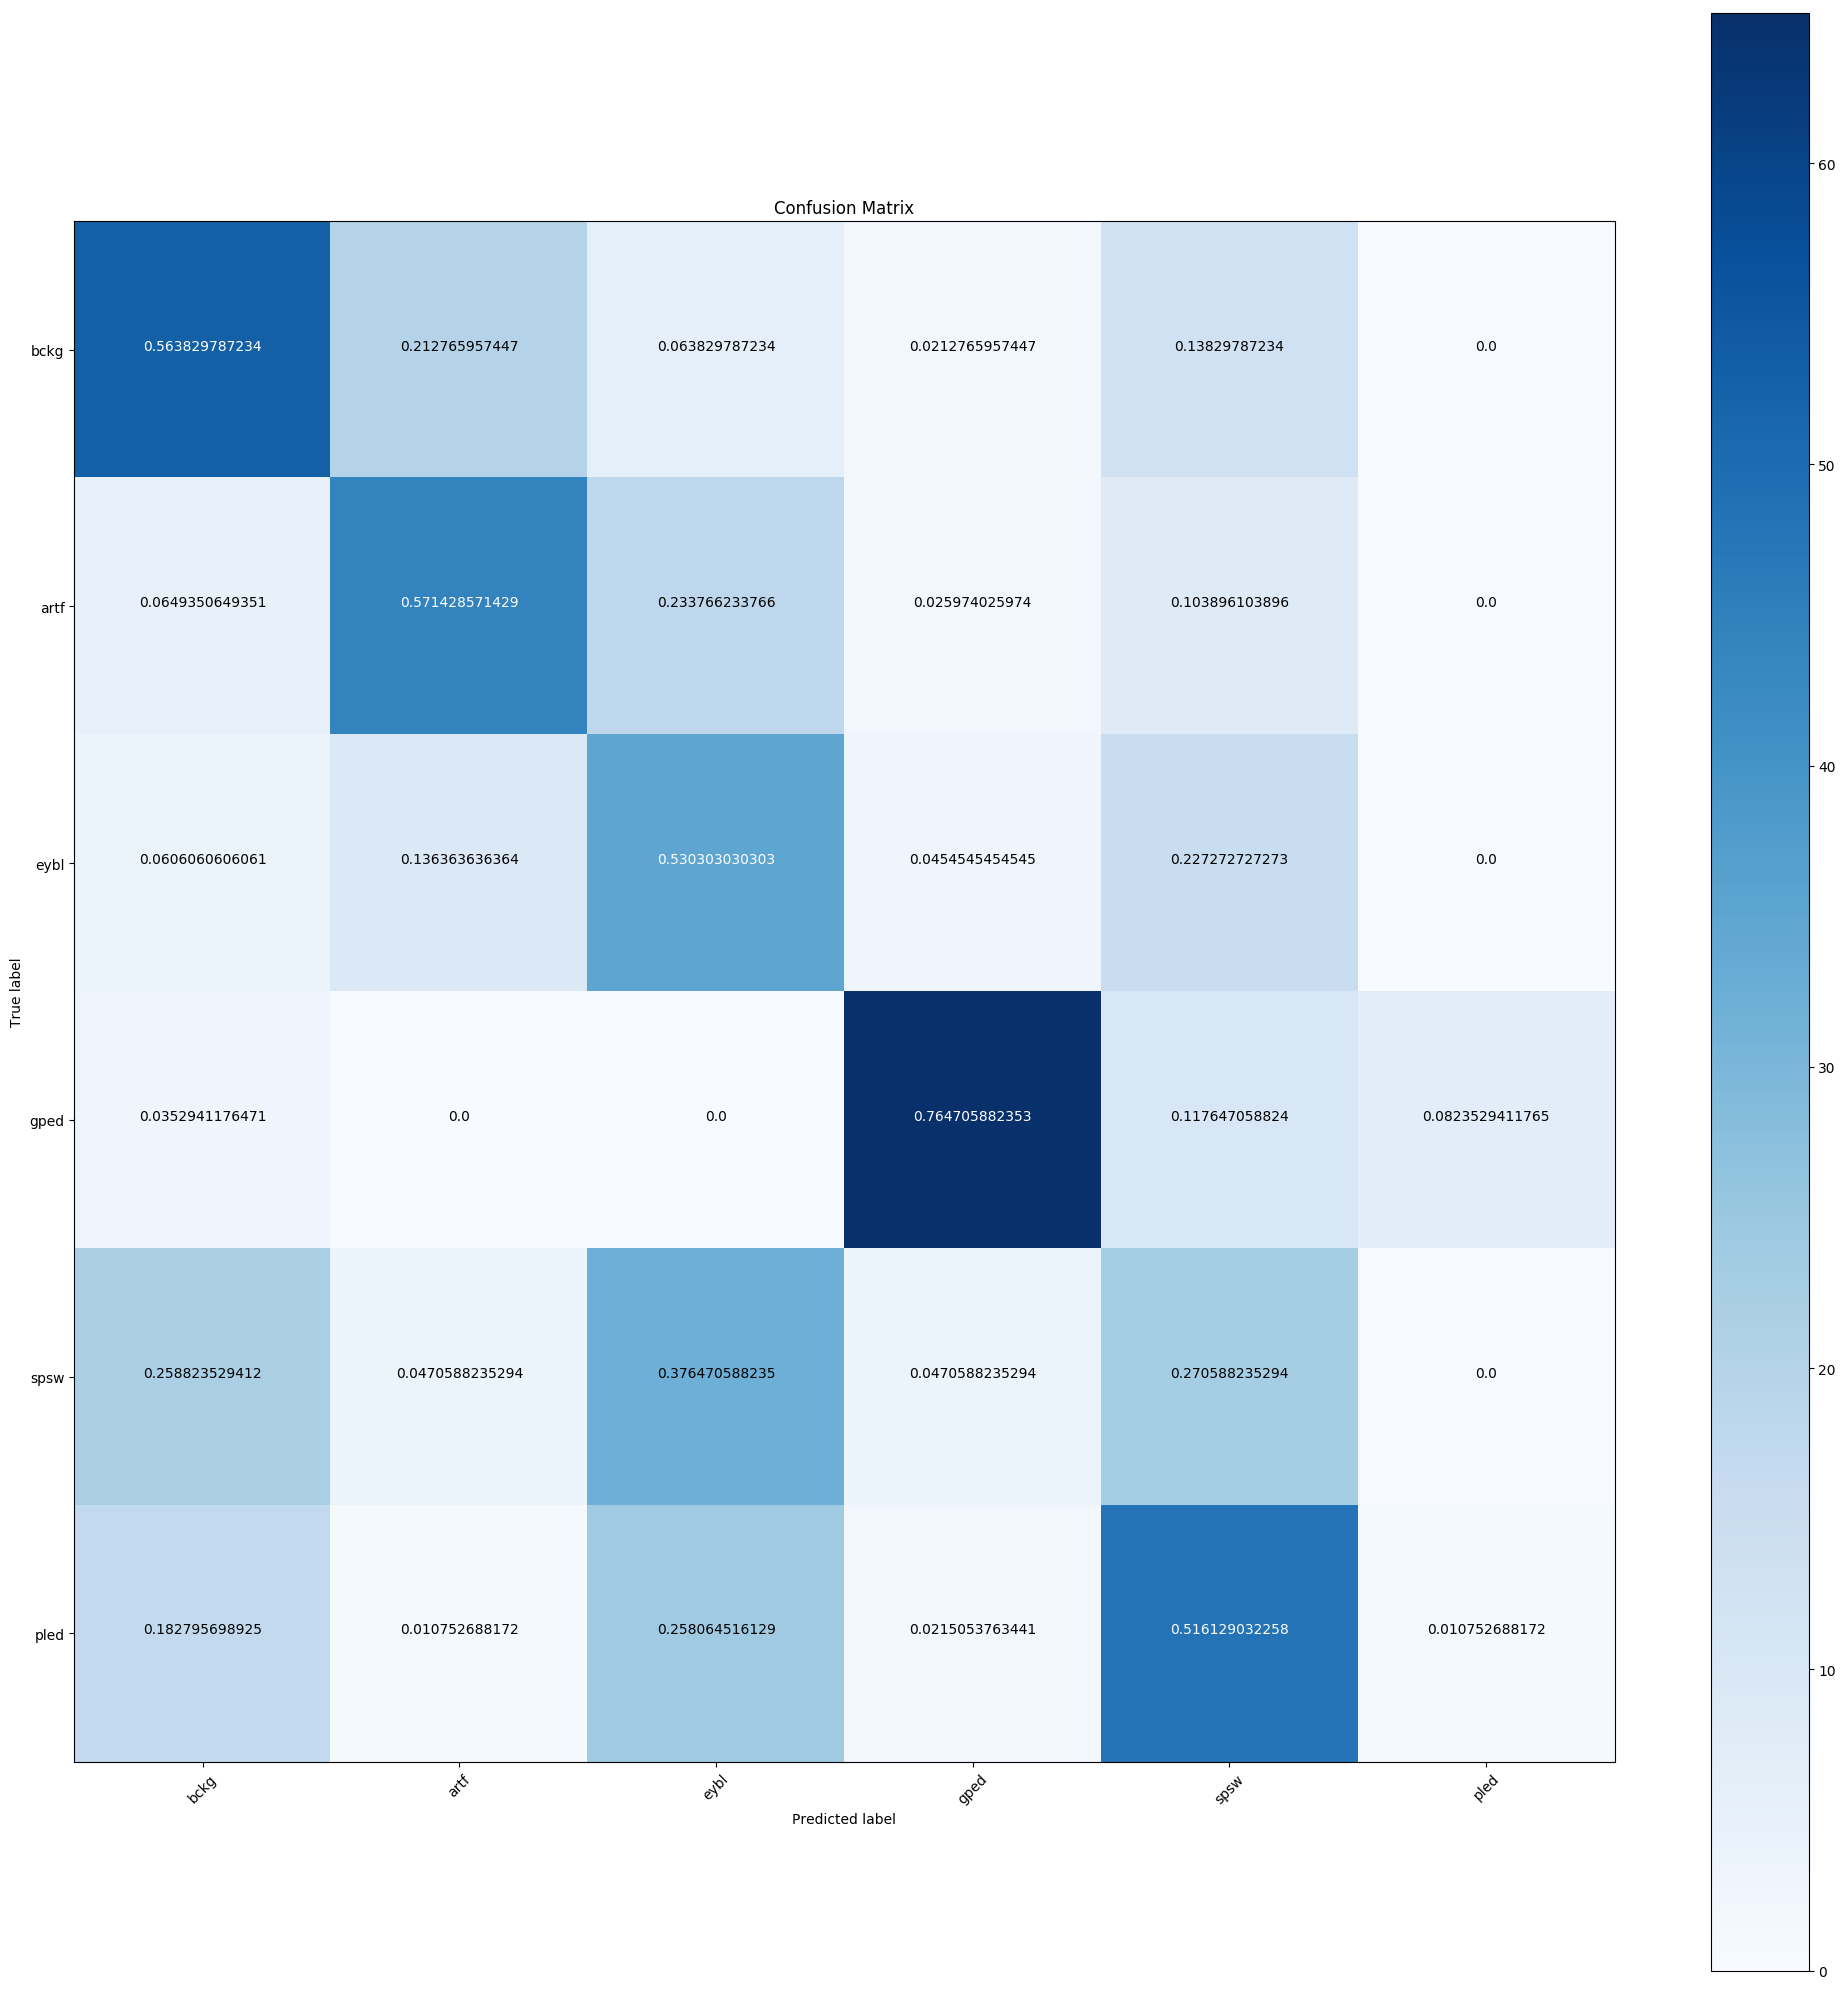 Confusion Matrix
bckg 0.563829787234 0.212765957447 0.063829787234 0.0212765957447 0.13829787234 0.0
artf 0.0649350649351 0.571428571429 0.233766233766 0.025974025974 0.103896103896 0.0
eybl 0.0606060606061 0.136363636364 0.530303030303 0.0454545454545 0.227272727273 0.0
True label
gped 0.0352941176471 0.0 0.0 0.764705882353 0.117647058824 0.0823529411765
spsw 0.258823529412 0.0470588235294 0.376470588235 0.0470588235294 0.270588235294 0.0
pled 0.182795698925 0.010752688172 0.258064516129 0.0215053763441 0.516129032258 0.010752688172
bckg artf eybl gped spsw pled
Predicted label
60
50
40
30
20
10
0